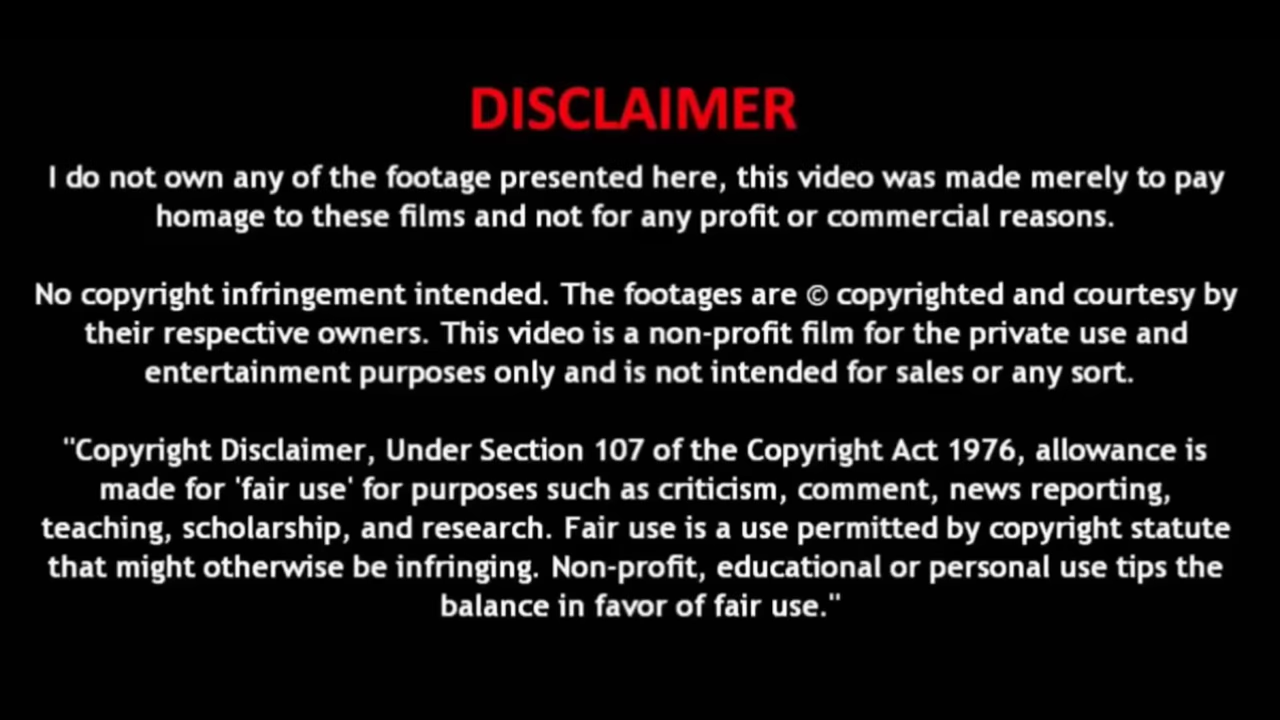 DISCLAIMER
I do not own any of the footage presented here, this video was made merely to pay
homage to these films and not for any profit or commercial reasons.
No copyright infringement intended. The footages are © copyrighted and courtesy by
their respective owners. This video is a non-profit film for the private use and
entertainment purposes only and is not intended for sales or any sort.
"Copyright Disclaimer, Under Section 107 of the Copyright Act 1976, allowance is
made for 'fair use' for purposes such as criticism, comment, news reporting,
teaching, scholarship, and research. Fair use is a use permitted by copyright statute
that might otherwise be infringing. Non-profit, educational or personal use tips the
balance in favor of fair use."